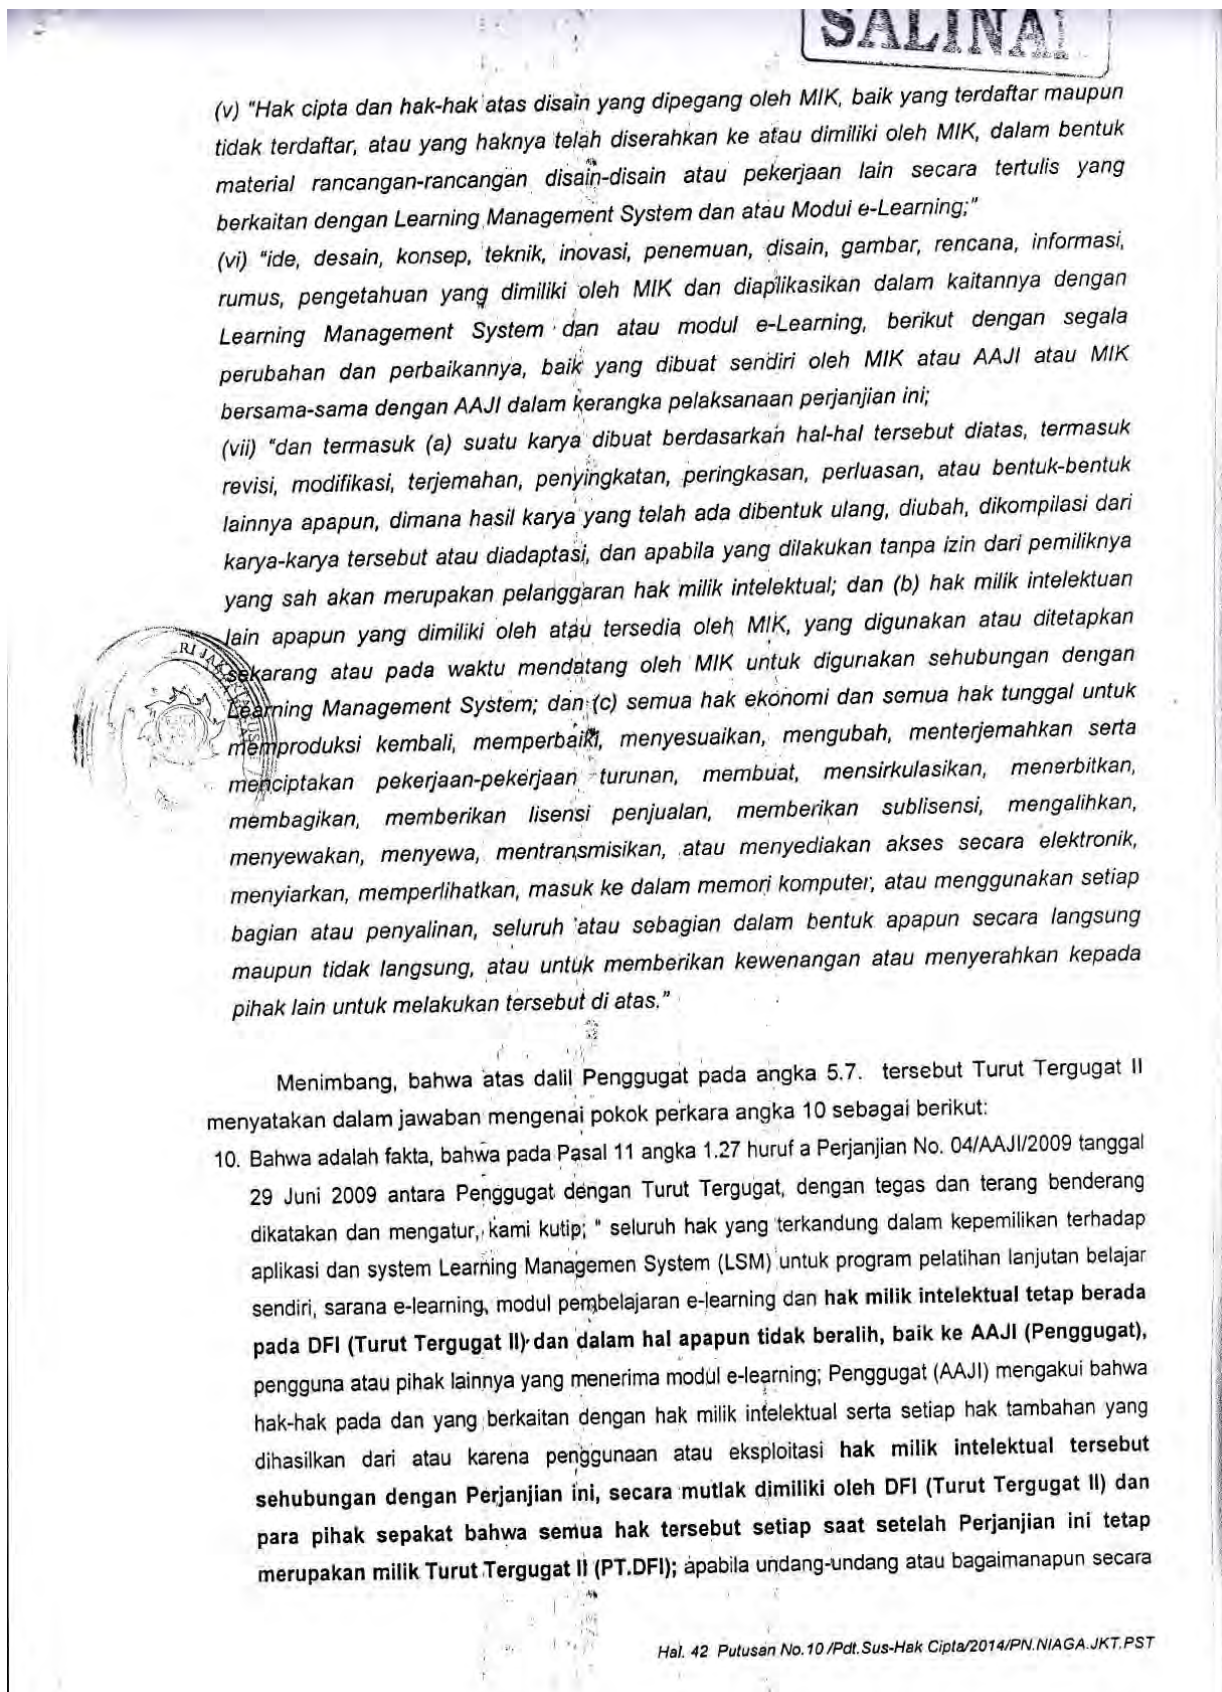 SALINA
(v) "Hak cipta dan hak-hak atas disain yang dipegang oleh MIK, baik yang terdaftar maupun
tidak terdaftar, atau yang haknya telah diserahkan ke atau dimiliki oleh MIK, dalam bentuk
material rancangan-rancangan disain-disain atau pekerjaan lain secara tertulis yang
berkaitan dengan Learning Management System dan atau Modui e-Learning;"
(vi) "ide, desain, konsep, teknik, inovasi, penemuan, disain, gambar, rencana, informasi,
rumus, pengetahuan yang dimiliki oleh MIK dan diaplikasikan dalam kaitannya dengan
Learning Management System dan atau modul e-Learning, berikut dengan segala
perubahan dan perbaikannya, baik yang dibuat sendiri oleh MIK atau AAJI atau MIK
bersama-sama dengan AAJI dalam kerangka pelaksanaan perjanjian ini;
(vii) "dan termasuk (a) suatu karya dibuat berdasarkan hal-hal tersebut diatas, termasuk
revisi, modifikasi, terjemahan, penyingkatan, peringkasan, perluasan, atau bentuk-bentuk
lainnya apapun, dimana hasil karya yang telah ada dibentuk ulang, diubah, dikompilasi dari
karya-karya tersebut atau diadaptasi, dan apabila yang dilakukan tanpa izin dari pemiliknya
yang sah akan merupakan pelanggaran hak milik intelektual; dan (b) hak milik intelektuan
lain apapun yang dimiliki oleh atau tersedia oleh MIK, yang digunakan atau ditetapkan
sekarang atau pada waktu mendatang oleh MIK untuk digunakan sehubungan dengan
Learning Management System; dan (c) semua hak ekonomi dan semua hak tunggal untuk
memproduksi kembali, memperbaiki, menyesuaikan, mengubah, menterjemahkan serta
menciptakan pekerjaan-pekerjaan turunan, membuat, mensirkulasikan, menerbitkan,
membagikan, memberikan lisensi penjualan, memberikan sublisensi, mengalihkan,
menyewakan, menyewa, mentransmisikan, atau menyediakan akses secara elektronik,
menyiarkan, memperlihatkan, masuk ke dalam memori komputer, atau menggunakan setiap
bagian atau penyalinan, seluruh atau sebagian dalam bentuk apapun secara langsung
maupun tidak langsung, atau untuk memberikan kewenangan atau menyerahkan kepada
pihak lain untuk melakukan tersebut di atas."
Menimbang, bahwa atas dalil Penggugat pada angka 5.7. tersebut Turut Tergugat II
menyatakan dalam jawaban mengenai pokok perkara angka 10 sebagai berikut:
10. Bahwa adalah fakta, bahwa pada Pasal 11 angka 1.27 huruf a Perjanjian No. 04/AAJI/2009 tanggal
29 Juni 2009 antara Penggugat dengan Turut Tergugat, dengan tegas dan terang benderang
dikatakan dan mengatur, kami kutip; " seluruh hak yang terkandung dalam kepemilikan terhadap
aplikasi dan system Learning Managemen System (LSM) untuk program pelatihan lanjutan belajar
sendiri, sarana e-learning, modul pembelajaran e-learning dan hak milik intelektual tetap berada
pada DFI (Turut Tergugat II) dan dalam hal apapun tidak beralih, baik ke AAJI (Penggugat),
pengguna atau pihak lainnya yang menerima modul e-learning; Penggugat (AAJI) mengakui bahwa
hak-hak pada dan yang berkaitan dengan hak milik intelektual serta setiap hak tambahan yang
dihasilkan dari atau karena penggunaan atau eksploitasi hak milik intelektual tersebut
sehubungan dengan Perjanjian ini, secara mutlak dimiliki oleh DFI (Turut Tergugat II) dan
para pihak sepakat bahwa semua hak tersebut setiap saat setelah Perjanjian ini tetap
merupakan milik Turut Tergugat II (PT.DFI); apabila undang-undang atau bagaimanapun secara
Hal. 42 Putusan No.10 /Pdt.Sus-Hak Cipta/2014/PN.NIAGA.JKT.PST